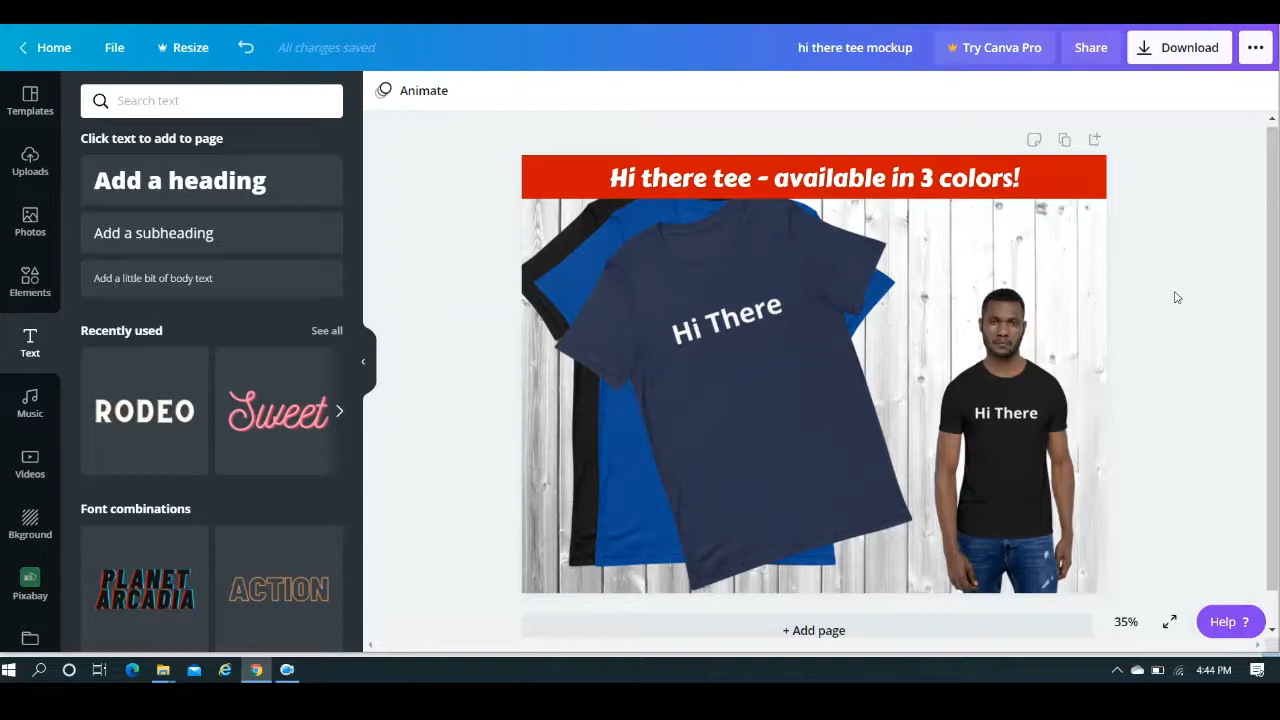 Home File Resize All changes saved hi there tee mockup Try Canva Pro Share Download
Templates
Uploads
Photos
Elements
Text
Music
Videos
Bkground
Pixabay
Search text
Click text to add to page
Add a heading
Add a subheading
Add a little bit of body text
Recently used See all
RODEO Sweet
Font combinations
PLANET ARCADIA
ACTION
Animate
Hi there tee - available in 3 colors!
Hi There
Hi There
+ Add page
35%
Help ?
4:44 PM